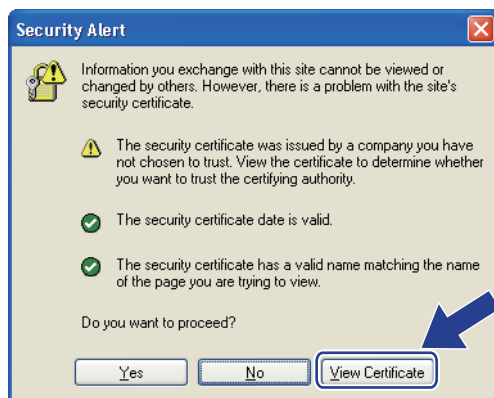 Security Alert
Information you exchange with this site cannot be viewed or
changed by others. However, there is a problem with the site's
security certificate.
The security certificate was issued by a company you have
not chosen to trust. View the certificate to determine whether
you want to trust the certifying authority.
The security certificate date is valid.
The security certificate has a valid name matching the name
of the page you are trying to view.
Do you want to proceed?
Yes No View Certificate